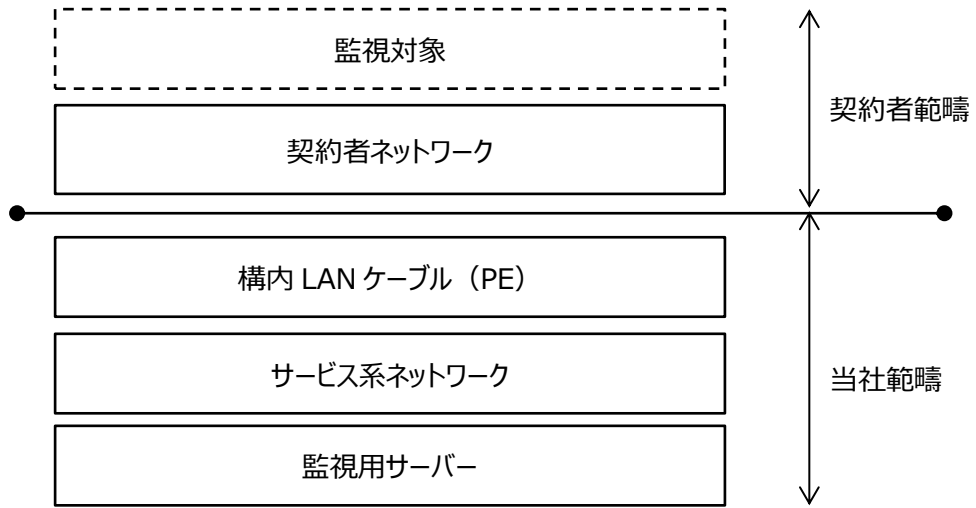 監視対象
契約者ネットワーク
契約者範疇
構内 LAN ケーブル（PE）
サービス系ネットワーク
当社範疇
監視用サーバー